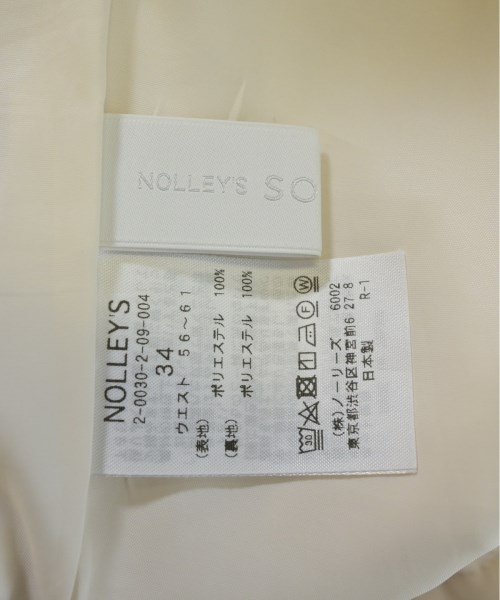 NOLLEY'S SO
NOLLEY'S
2-0030-2-09-004
34
ウエスト 56～61
(表地)
ポリエステル 100%
(裏地)
ポリエステル 100%
30 F W
(株)ノーリーズ 6002
東京都渋谷区神宮前6 27 8
日本製 R-1